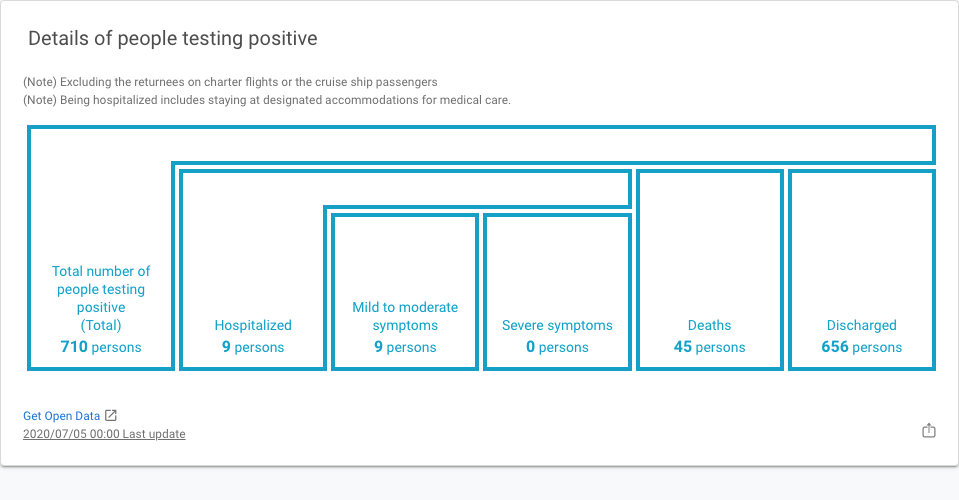 Details of people testing positive
(Note) Excluding the returnees on charter flights or the cruise ship passengers
(Note) Being hospitalized includes staying at designated accommodations for medical care.
Total number of
people testing
positive
(Total)
710 persons
Hospitalized
9 persons
Mild to moderate
symptoms
9 persons
Severe symptoms
0 persons
Deaths
45 persons
Discharged
656 persons
Get Open Data
2020/07/05 00:00 Last update